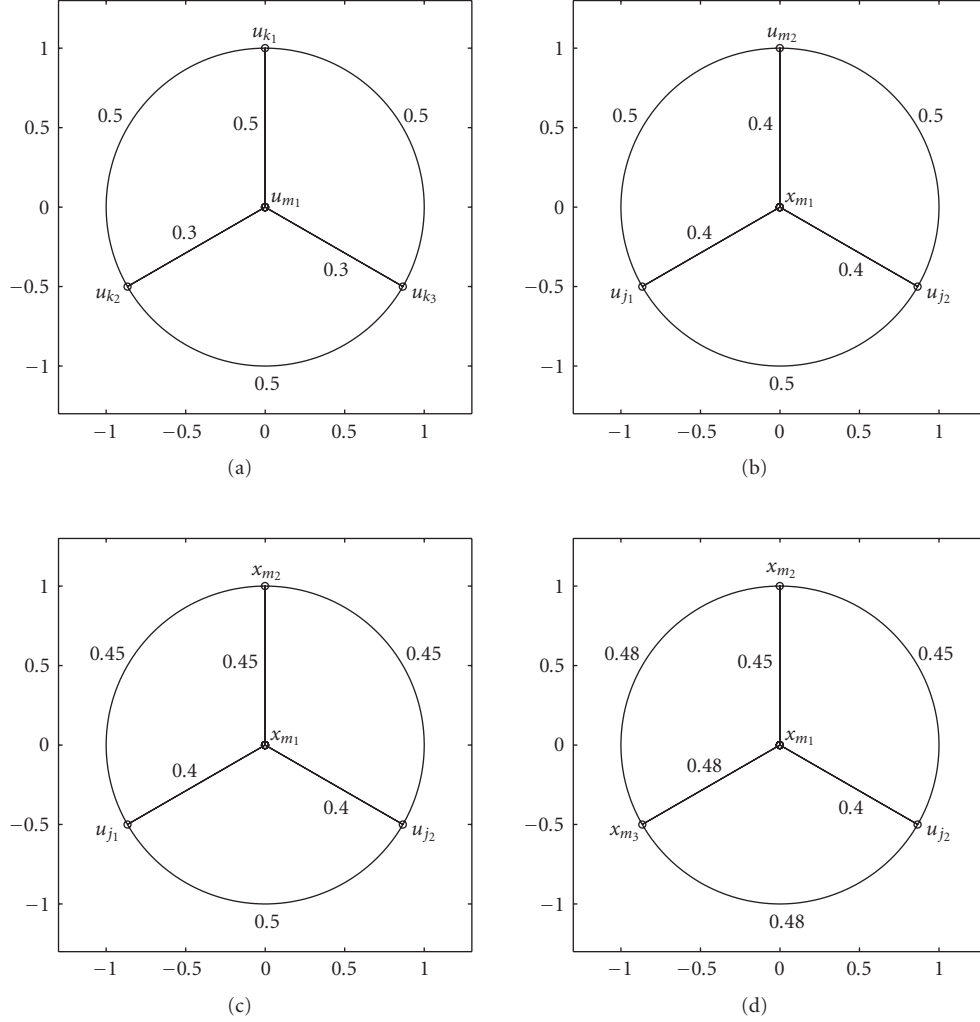 u_{k_1}
1
0.5 0.5
0.5 0.5
u_{m_1}
0
0.3 0.3
−0.5
u_{k_2} u_{k_3}
−1
0.5
−1 −0.5 0 0.5 1
(a)
u_{m_2}
1
0.5 0.5
0.5 0.4
x_{m_1}
0
0.4 0.4
−0.5
u_{j_1} u_{j_2}
−1
0.5
−1 −0.5 0 0.5 1
(b)
x_{m_2}
1
0.45 0.45
0.5 0.45
x_{m_1}
0
0.4 0.4
−0.5
u_{j_1} u_{j_2}
−1
0.5
−1 −0.5 0 0.5 1
(c)
x_{m_2}
1
0.48 0.45
0.5 0.45
x_{m_1}
0
0.48 0.4
−0.5
x_{m_3} u_{j_2}
−1
0.48
−1 −0.5 0 0.5 1
(d)